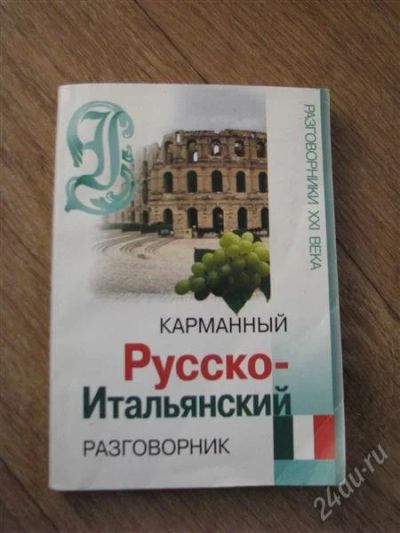 РАЗГОВОРНИКИ XXI ВЕКА
КАРМАННЫЙ
Русско-
Итальянский
РАЗГОВОРНИК
24au.ru